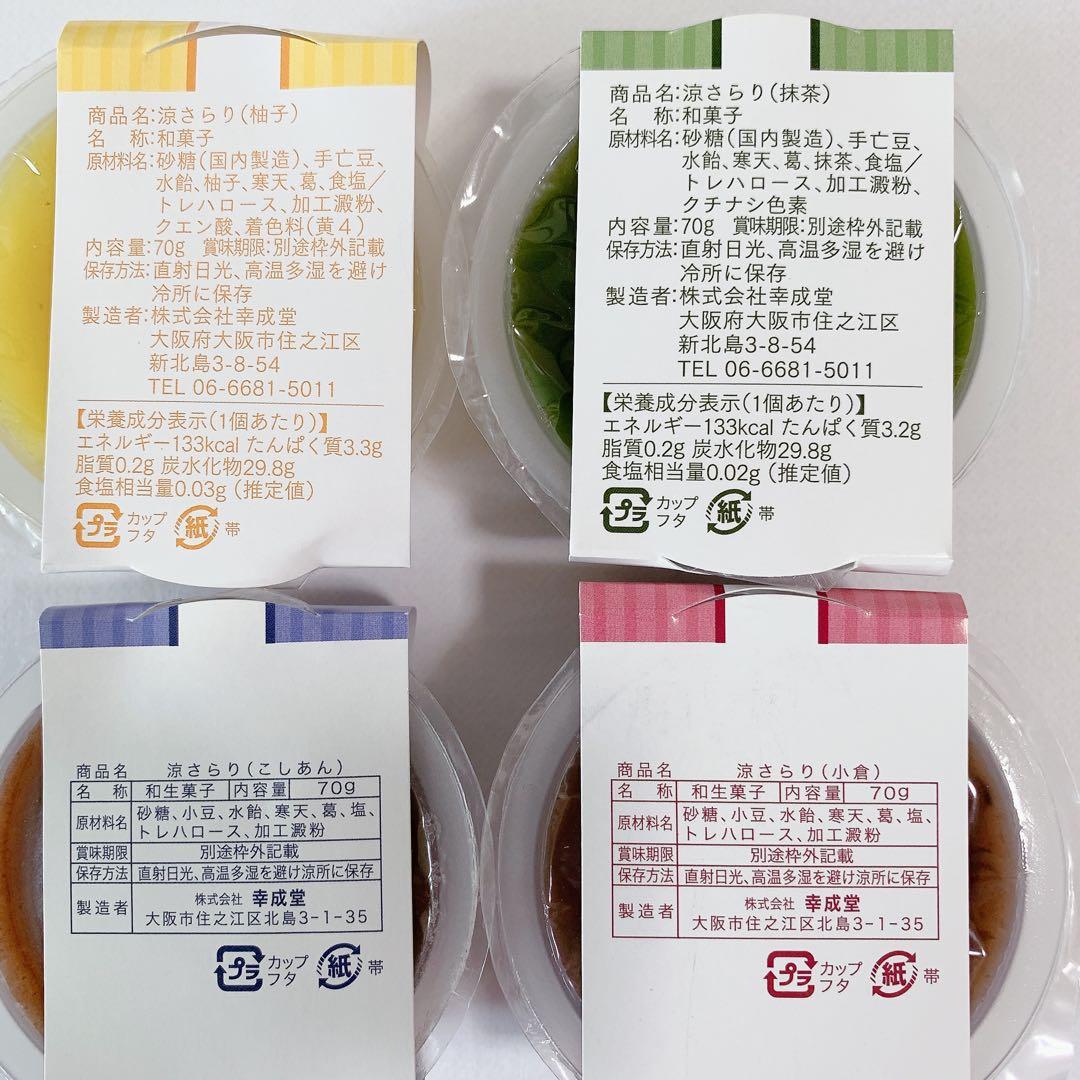 商品名:涼さらり(柚子)
名 称:和菓子
原材料名:砂糖(国内製造)、手亡豆、
水飴、柚子、寒天、葛、食塩/
トレハロース、加工澱粉、
クエン酸、着色料(黄4)
内容量:70g 賞味期限:別途枠外記載
保存方法:直射日光、高温多湿を避け
冷所に保存
製造者:株式会社幸成堂
大阪府大阪市住之江区
新北島3-8-54
TEL 06-6681-5011
【栄養成分表示(1個あたり)】
エネルギー133kcal たんぱく質3.3g
脂質0.2g 炭水化物29.8g
食塩相当量0.03g (推定値)
プラ カップ フタ 紙 帯
商品名:涼さらり(抹茶)
名 称:和菓子
原材料名:砂糖(国内製造)、手亡豆、
水飴、寒天、葛、抹茶、食塩/
トレハロース、加工澱粉、
クチナシ色素
内容量:70g 賞味期限:別途枠外記載
保存方法:直射日光、高温多湿を避け
冷所に保存
製造者:株式会社幸成堂
大阪府大阪市住之江区
新北島3-8-54
TEL 06-6681-5011
【栄養成分表示(1個あたり)】
エネルギー133kcal たんぱく質3.2g
脂質0.2g 炭水化物29.8g
食塩相当量0.02g (推定値)
プラ カップ フタ 紙 帯
商品名 涼さらり(こしあん)
名 称 和生菓子 内容量 70g
原材料名 砂糖、小豆、水飴、寒天、葛、塩、
トレハロース、加工澱粉
賞味期限 別途枠外記載
保存方法 直射日光、高温多湿を避け涼所に保存
製造者 株式会社 幸成堂
大阪市住之江区北島3-1-35
プラ カップ フタ 紙 帯
商品名 涼さらり(小倉)
名 称 和生菓子 内容量 70g
原材料名 砂糖、小豆、水飴、寒天、葛、塩、
トレハロース、加工澱粉
賞味期限 別途枠外記載
保存方法 直射日光、高温多湿を避け涼所に保存
製造者 株式会社 幸成堂
大阪市住之江区北島3-1-35
プラ カップ フタ 紙 帯